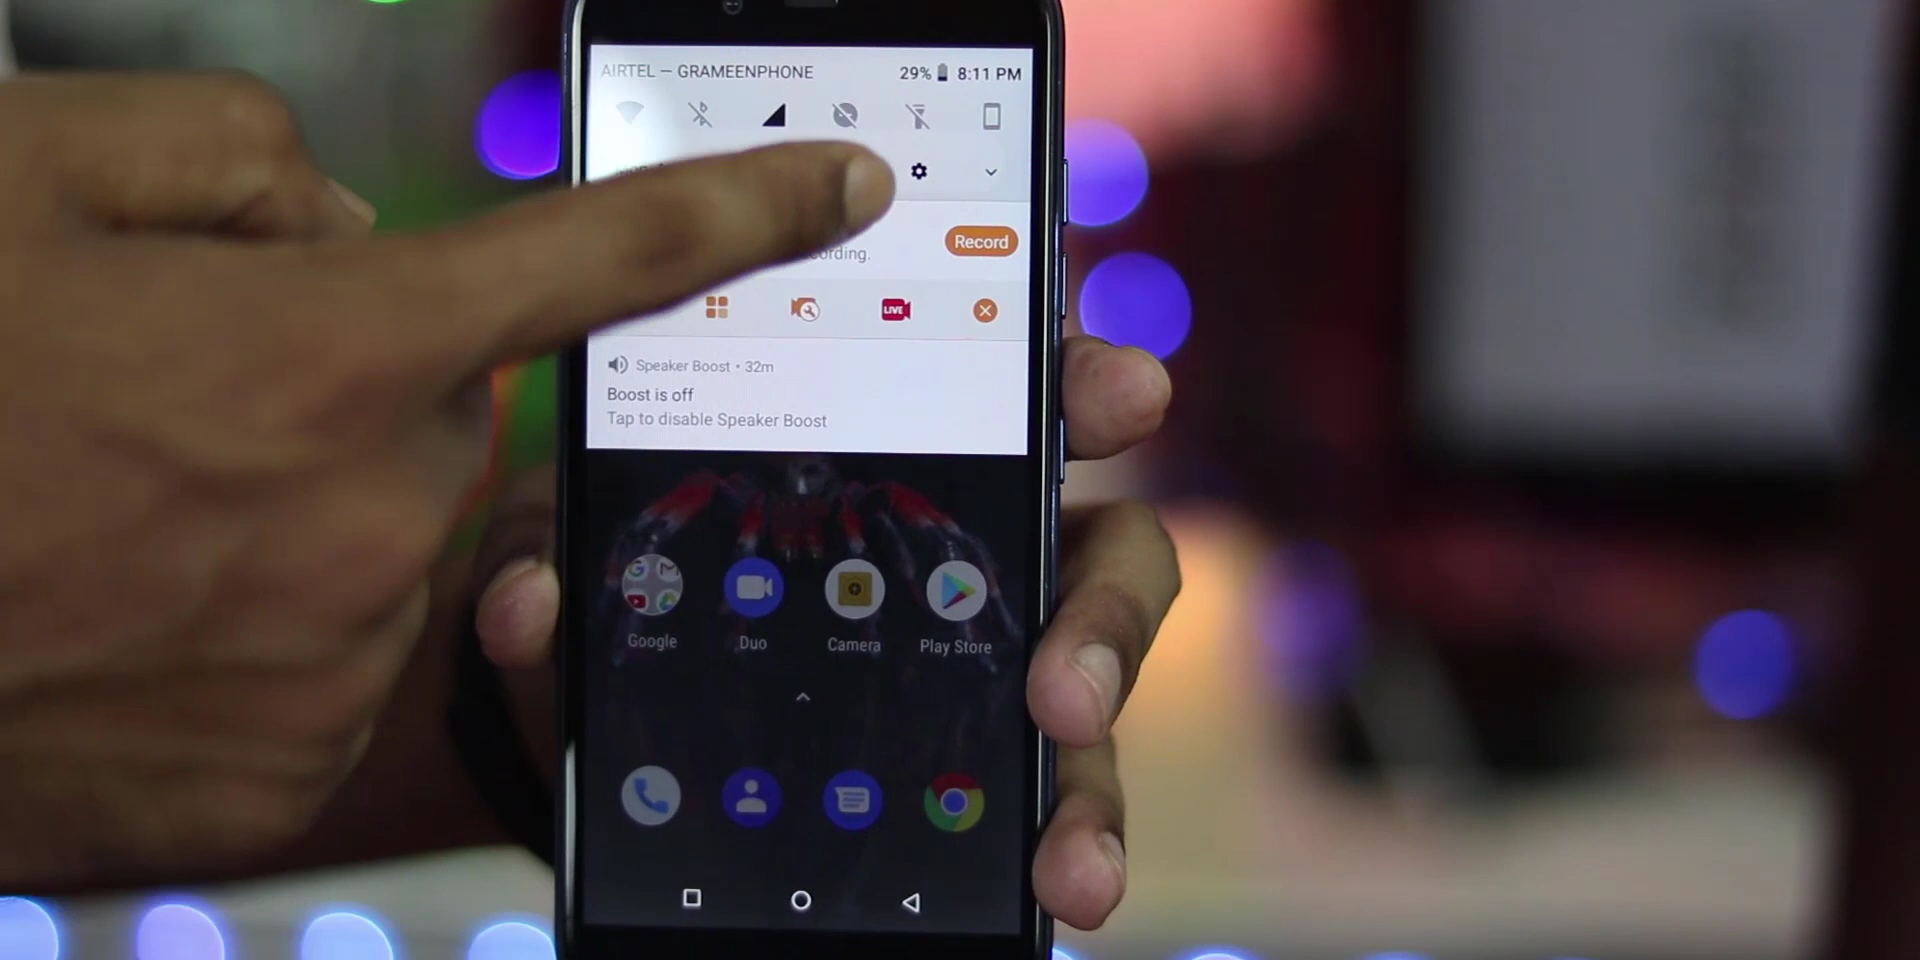 AIRTEL — GRAMEENPHONE 29% 8:11 PM
Record
LIVE
Speaker Boost • 32m
Boost is off
Tap to disable Speaker Boost
Google Duo Camera Play Store